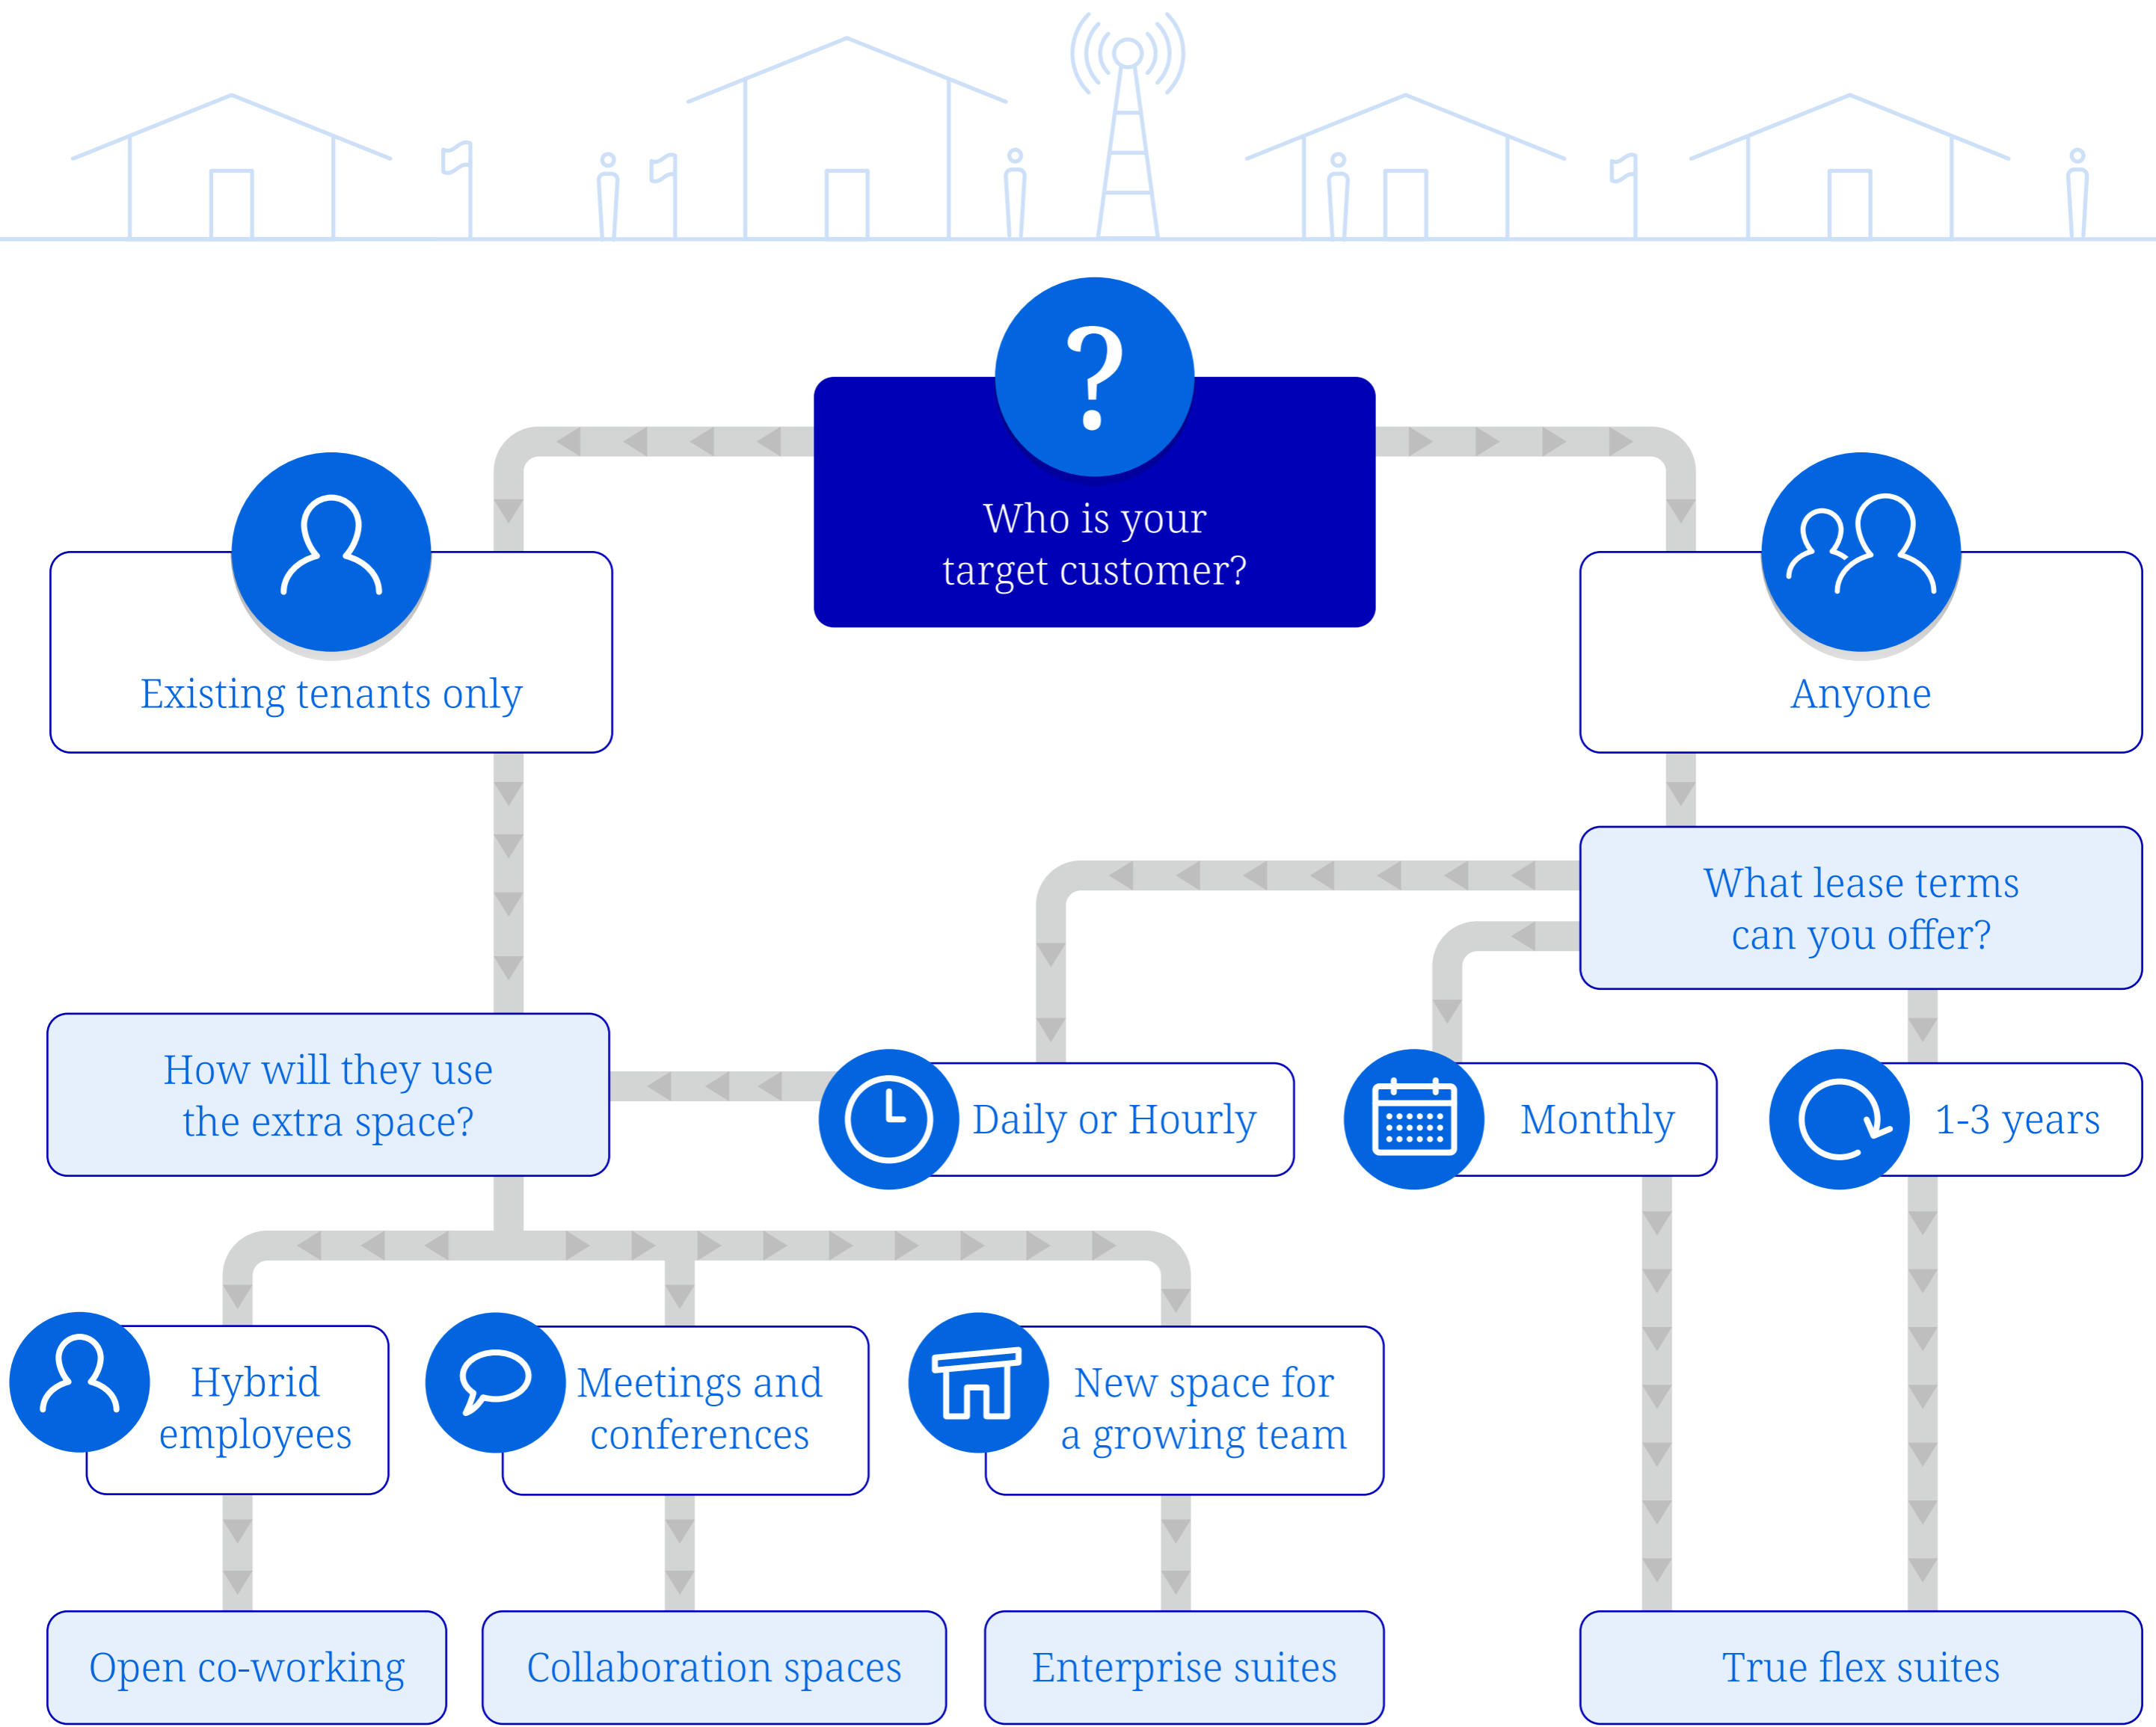 ?
Who is your
target customer?
Existing tenants only
Anyone
What lease terms
can you offer?
How will they use
the extra space?
Daily or Hourly
Monthly
1-3 years
Hybrid
employees
Meetings and
conferences
New space for
a growing team
Open co-working
Collaboration spaces
Enterprise suites
True flex suites